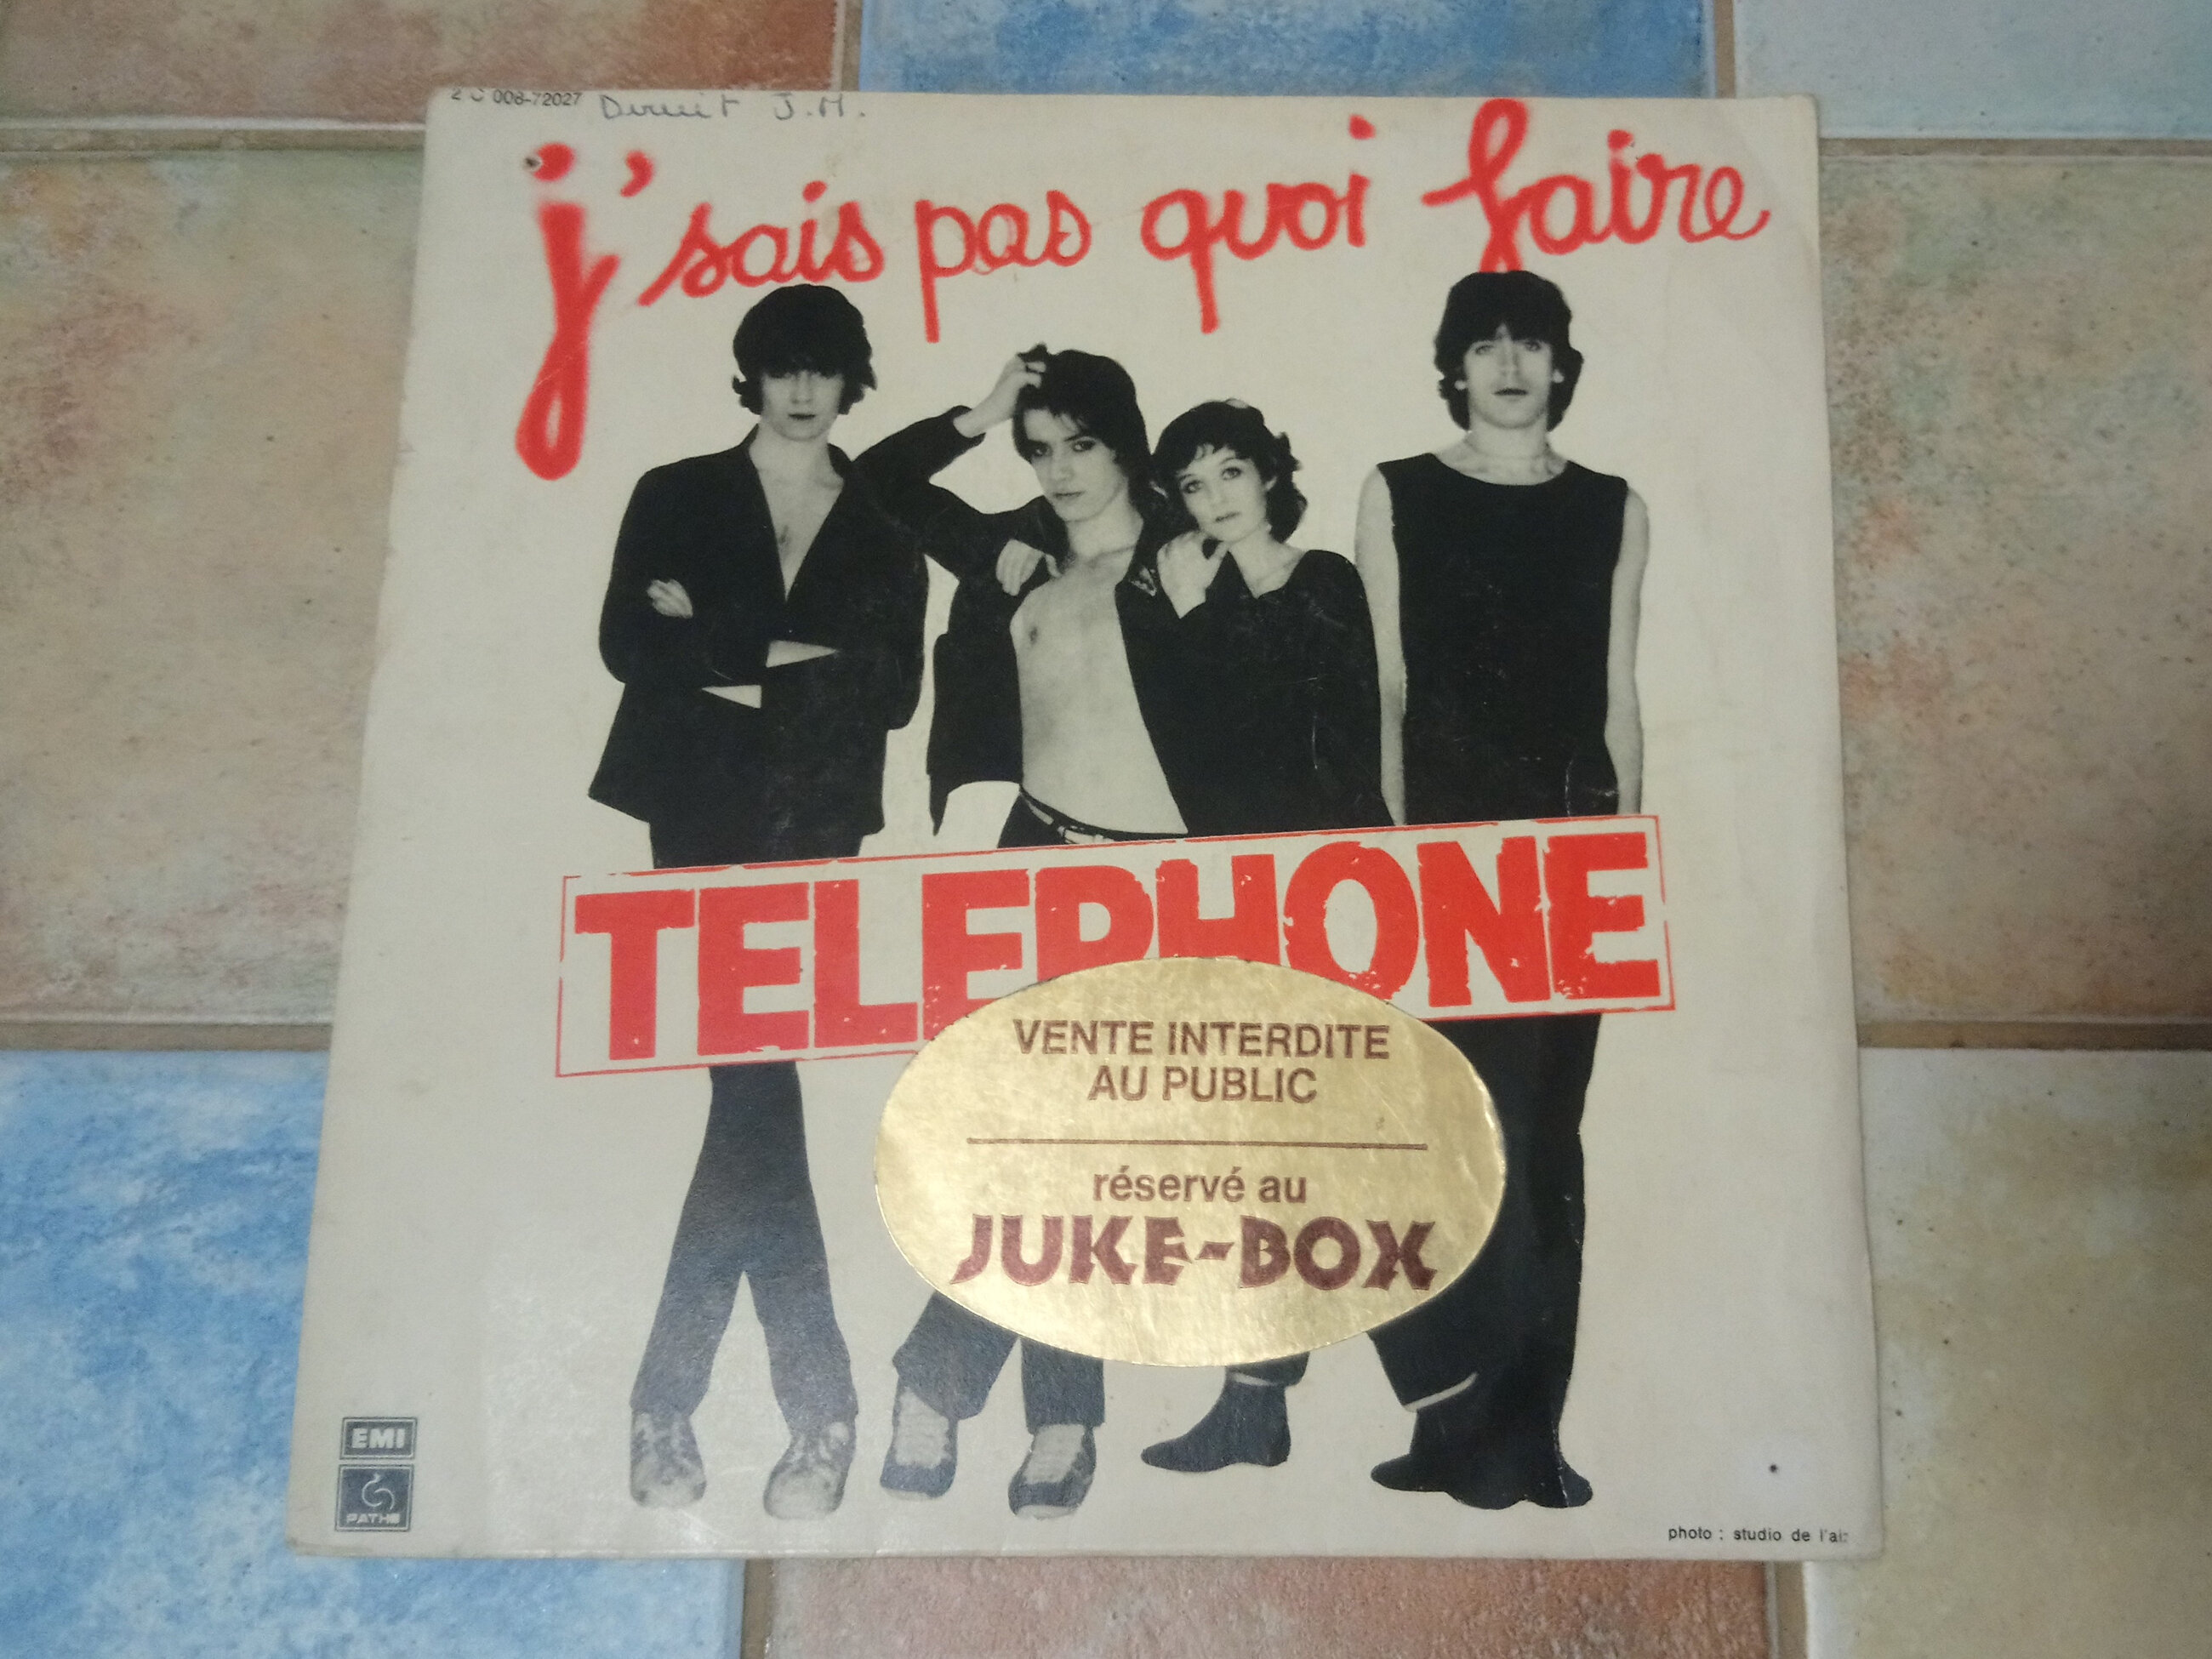 2 C 008-72027
J.M.
j'sais pas quoi faire
TELEPHONE
VENTE INTERDITE
AU PUBLIC
réservé au
JUKE-BOX
EMI
PATHE
photo : studio de l'air